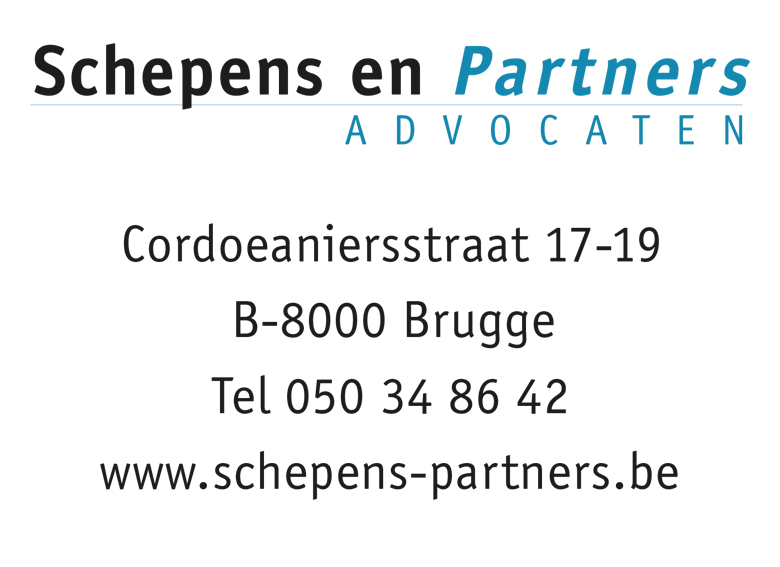 Schepens en Partners
ADVOCATEN
Cordoeaniersstraat 17-19
B-8000 Brugge
Tel 050 34 86 42
www.schepens-partners.be